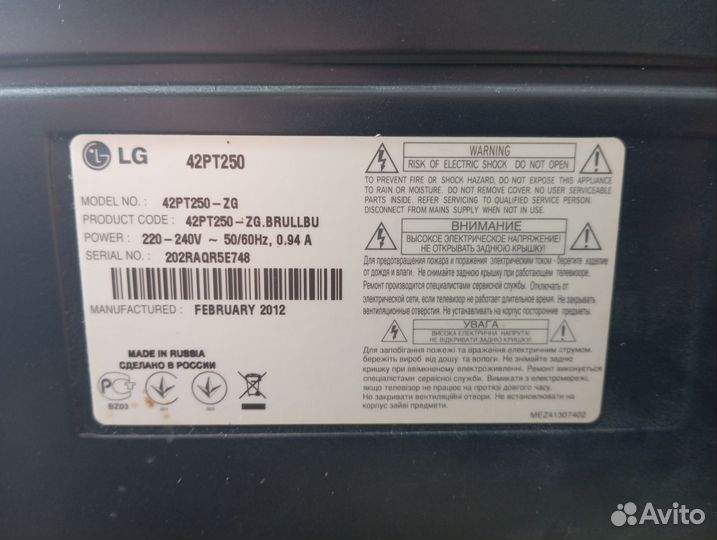 LG 42PT250
MODEL NO. : 42PT250-ZG
PRODUCT CODE : 42PT250-ZG.BRULLBU
POWER : 220-240V ~ 50/60Hz, 0.94 A
SERIAL NO. : 202RAQR5E748
MANUFACTURED : FEBRUARY 2012
MADE IN RUSSIA
СДЕЛАНО В РОССИИ
BZ03
001
003
WARNING
RISK OF ELECTRIC SHOCK DO NOT OPEN
TO PREVENT FIRE OR SHOCK HAZARD, DO NOT EXPOSE THIS APPLIANCE
TO RAIN OR MOISTURE. DO NOT REMOVE BACK COVER. NO USER SERVICEABLE
PARTS INSIDE. REFER SERVICING TO QUALIFIED SERVICE PERSON.
DISCONNECT FROM MAINS BEFORE SERVICING.
ВНИМАНИЕ
ВЫСОКОЕ ЭЛЕКТРИЧЕСКОЕ НАПРЯЖЕНИЕ!
НЕ ОТКРЫВАТЬ ЗАДНЮЮ КРЫШКУ!
Для предотвращения пожара и поражения электрическим током - берегите изделие
от дождя и влаги. Не снимайте заднюю крышку при работающем телевизоре.
Ремонт производится специалистами сервисной службы. Отключать от
электрической сети, если телевизор не работает длительное время. Не закрывать
вентиляционные отверстия. Не устанавливать на корпус посторонние предметы.
УВАГА
ВИСОКА ЕЛЕКТРИЧНА НАПРУГА!
НЕ ВІДКРИВАТИ ЗАДНЮ КРИШКУ!
Для запобігання пожежі та враження електричним струмом,
бережіть виріб від дощу та вологи. Не знімайте задню
кришку при ввімкненому електроживленні. Ремонт виконується
спеціалістами сервісної служби. Вимикати з електромережі,
якщо телевізор не працює на протязі довгого часу.
Не закривати вентиляційні отвори. Не встановлювати на
корпус зайві предмети.
MEZ41307402
Avito